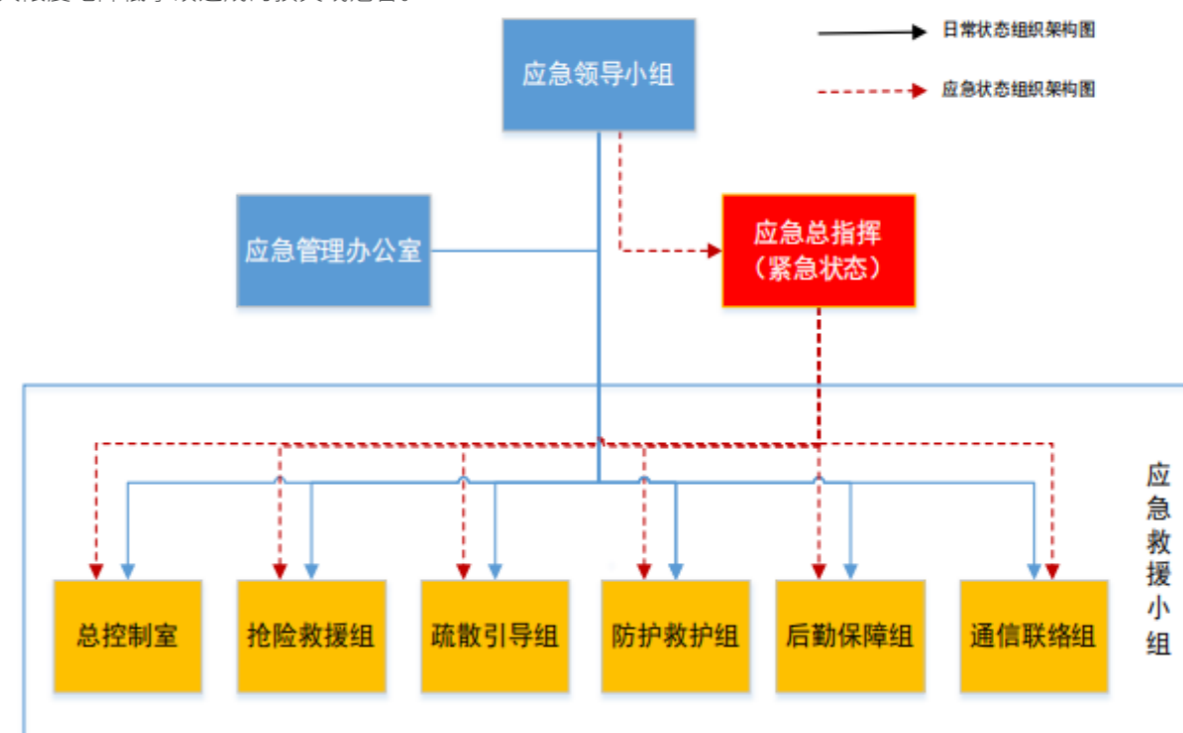 日常状态组织架构图
应急领导小组
应急状态组织架构图
应急管理办公室
应急总指挥
（紧急状态）
应急救援小组
总控制室
抢险救援组
疏散引导组
防护救护组
后勤保障组
通信联络组